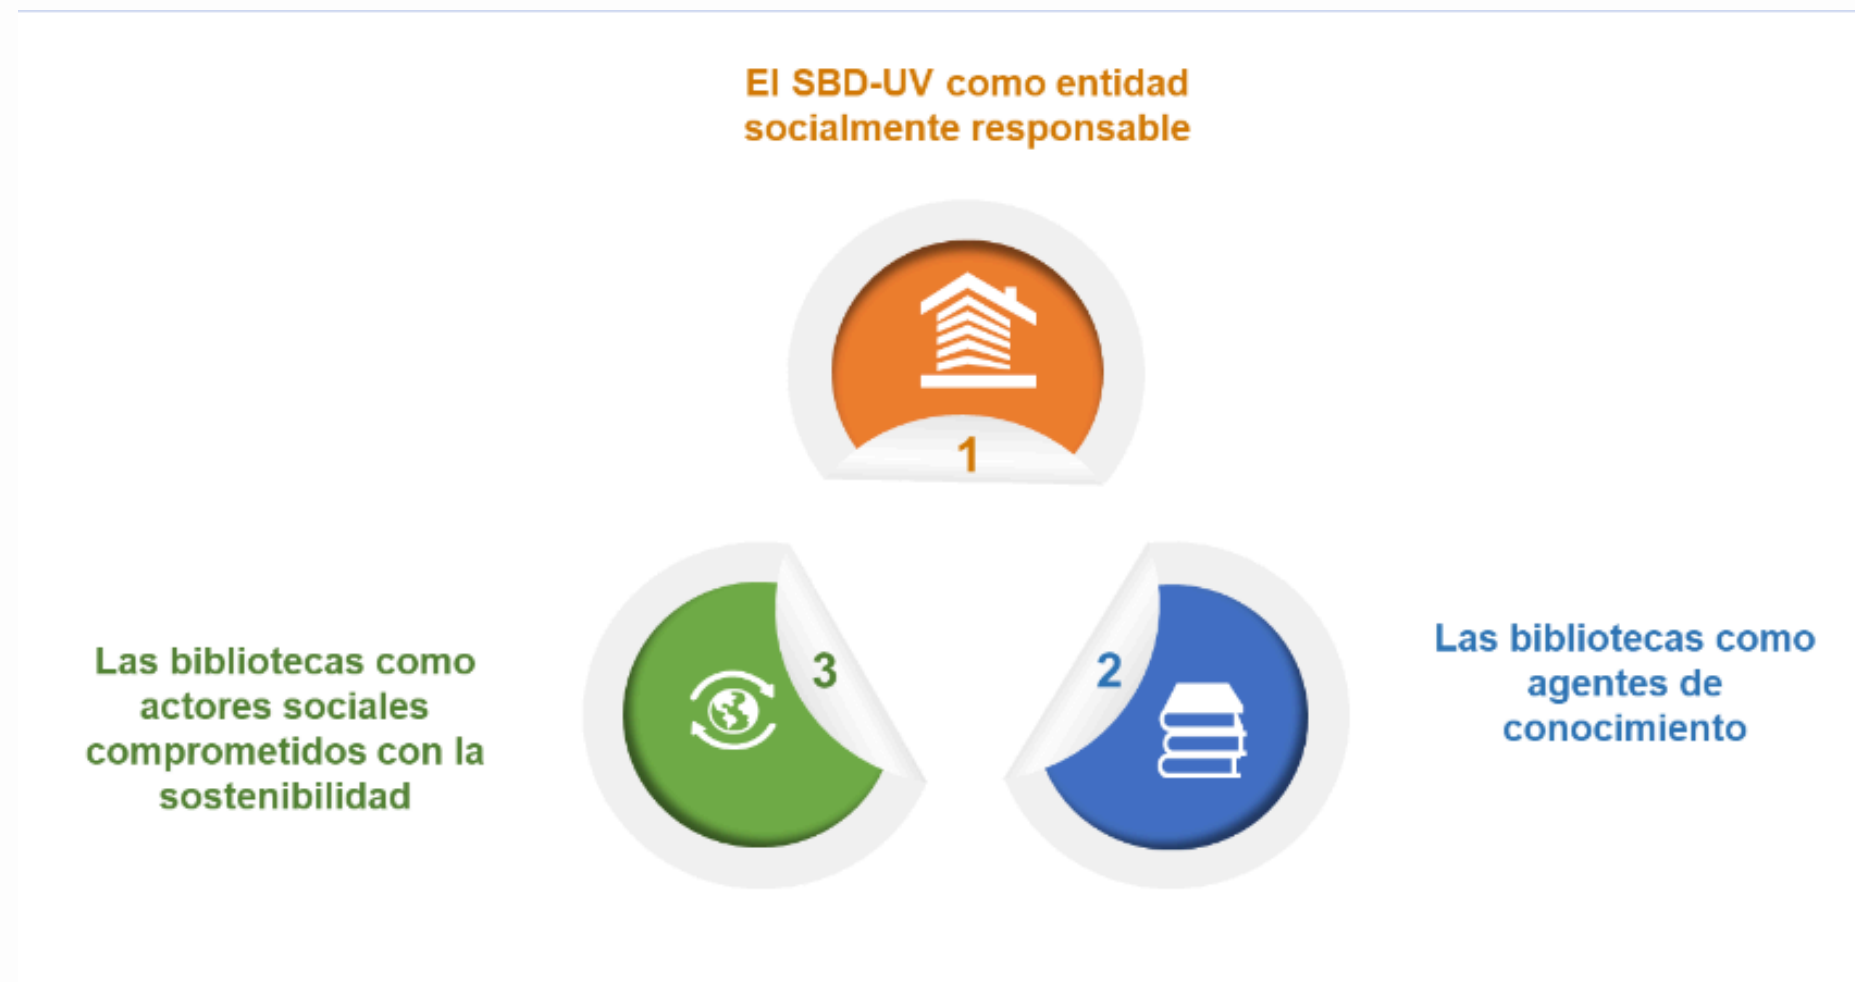 El SBD-UV como entidad
socialmente responsable
1
2
Las bibliotecas como
agentes de
conocimiento
3
Las bibliotecas como
actores sociales
comprometidos con la
sostenibilidad